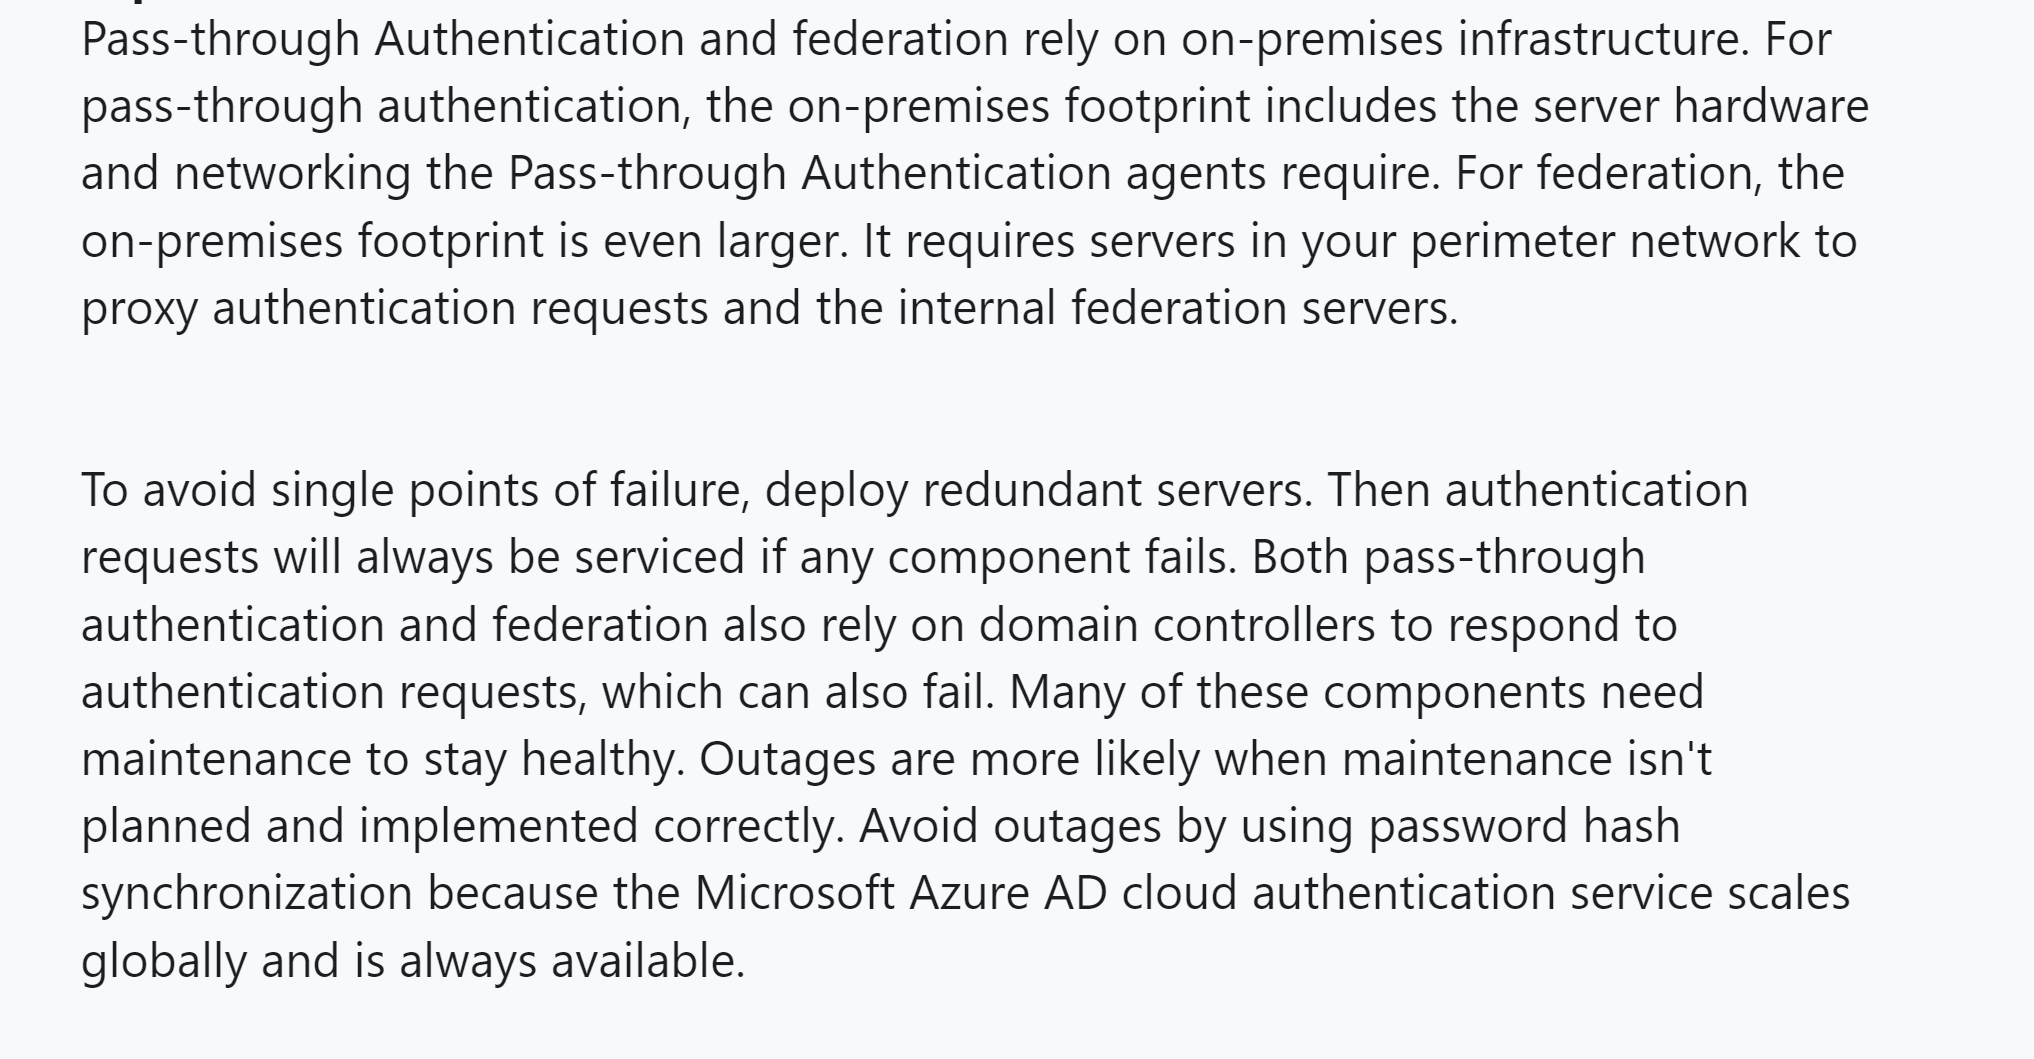 Pass-through Authentication and federation rely on on-premises infrastructure. For
pass-through authentication, the on-premises footprint includes the server hardware
and networking the Pass-through Authentication agents require. For federation, the
on-premises footprint is even larger. It requires servers in your perimeter network to
proxy authentication requests and the internal federation servers.
To avoid single points of failure, deploy redundant servers. Then authentication
requests will always be serviced if any component fails. Both pass-through
authentication and federation also rely on domain controllers to respond to
authentication requests, which can also fail. Many of these components need
maintenance to stay healthy. Outages are more likely when maintenance isn't
planned and implemented correctly. Avoid outages by using password hash
synchronization because the Microsoft Azure AD cloud authentication service scales
globally and is always available.